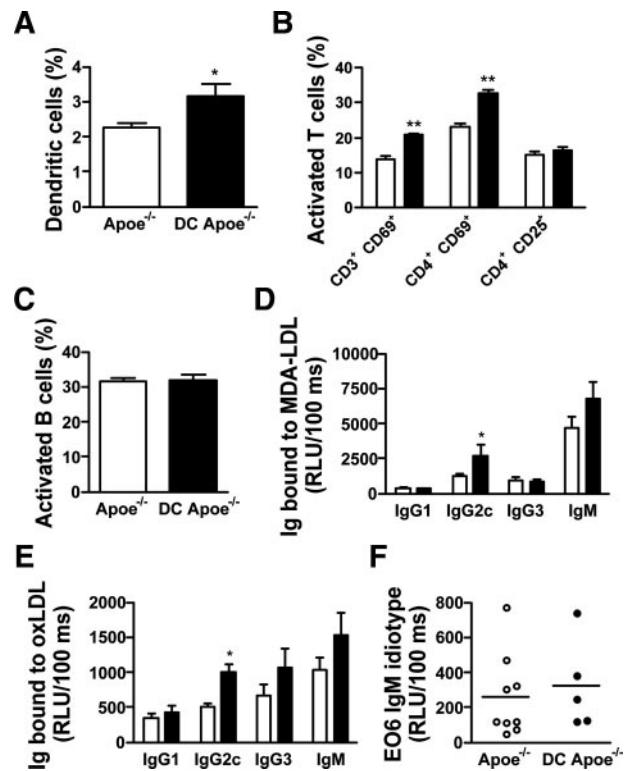 A
Dendritic cells (%)
4
3
2
1
0
*
Apoe-/-
DC Apoe-/-
B
Activated T cells (%)
40
30
20
10
0
**
**
CD3+ CD69+
CD4+ CD69+
CD4+ CD25+
C
Activated B cells (%)
40
30
20
10
0
Apoe-/-
DC Apoe-/-
D
Ig bound to MDA-LDL
(RLU/100 ms)
10000
7500
5000
2500
0
*
IgG1 IgG2c IgG3 IgM
E
Ig bound to oxLDL
(RLU/100 ms)
2000
1500
1000
500
0
*
IgG1 IgG2c IgG3 IgM
F
EO6 IgM idiotype
(RLU/100 ms)
800
600
400
200
0
Apoe-/-
DC Apoe-/-